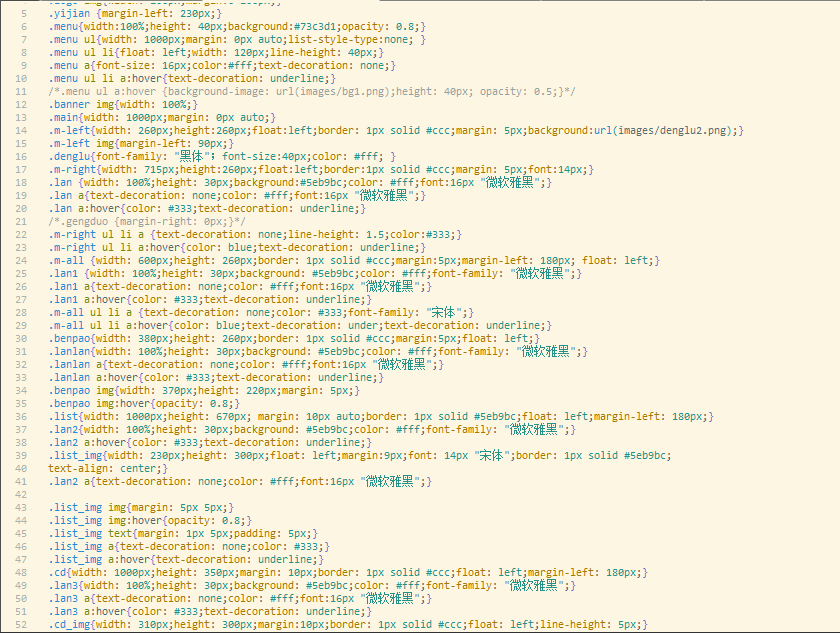 5 .yijian {margin-left: 230px;}
6 .menu{width:100%;height: 40px;background:#73c3d1;opacity: 0.8;}
7 .menu ul{width: 1000px;margin: 0px auto;list-style-type:none; }
8 .menu ul li{float: left;width: 120px;line-height: 40px;}
9 .menu a{font-size: 16px;color:#fff;text-decoration: none;}
10 .menu ul li a:hover{text-decoration: underline;}
11 /*.menu ul a:hover {background-image: url(images/bg1.png);height: 40px; opacity: 0.5;}*/
12 .banner img{width: 100%;}
13 .main{width: 1000px;margin: 0px auto;}
14 .m-left{width: 260px;height:260px;float:left;border: 1px solid #ccc;margin: 5px;background:url(images/denglu2.png);}
15 .m-left img{margin-left: 90px;}
16 .denglu{font-family: "黑体"; font-size:40px;color: #fff; }
17 .m-right{width: 715px;height:260px;float:left;border:1px solid #ccc;margin: 5px;font:14px;}
18 .lan {width: 100%;height: 30px;background:#5eb9bc;color: #fff;font:16px "微软雅黑";}
19 .lan a{text-decoration: none;color: #fff;font:16px "微软雅黑";}
20 .lan a:hover{color: #333;text-decoration: underline;}
21 /*.gengduo {margin-right: 0px;}*/
22 .m-right ul li a {text-decoration: none;line-height: 1.5;color:#333;}
23 .m-right ul li a:hover{color: blue;text-decoration: underline;}
24 .m-all {width: 600px;height: 260px;border: 1px solid #ccc;margin:5px;margin-left: 180px; float: left;}
25 .lan1 {width: 100%;height: 30px;background: #5eb9bc;color: #fff;font-family: "微软雅黑";}
26 .lan1 a{text-decoration: none;color: #fff;font:16px "微软雅黑";}
27 .lan1 a:hover{color: #333;text-decoration: underline;}
28 .m-all ul li a {text-decoration: none;color: #333;font-family: "宋体";}
29 .m-all ul li a:hover{color: blue;text-decoration: under;text-decoration: underline;}
30 .benpao{width: 380px;height: 260px;border: 1px solid #ccc;margin:5px;float: left;}
31 .lanlan{width: 100%;height: 30px;background: #5eb9bc;color: #fff;font-family: "微软雅黑";}
32 .lanlan a{text-decoration: none;color: #fff;font:16px "微软雅黑";}
33 .lanlan a:hover{color: #333;text-decoration: underline;}
34 .benpao img{width: 370px;height: 220px;margin: 5px;}
35 .benpao img:hover{opacity: 0.8;}
36 .list{width: 1000px;height: 670px; margin: 10px auto;border: 1px solid #5eb9bc;float: left;margin-left: 180px;}
37 .lan2{width: 100%;height: 30px;background: #5eb9bc;color: #fff;font-family: "微软雅黑";}
38 .lan2 a:hover{color: #333;text-decoration: underline;}
39 .list_img{width: 230px;height: 300px;float: left;margin:9px;font: 14px "宋体";border: 1px solid #5eb9bc;
40 text-align: center;}
41 .lan2 a{text-decoration: none;color: #fff;font:16px "微软雅黑";}
42
43 .list_img img{margin: 5px 5px;}
44 .list_img img:hover{opacity: 0.8;}
45 .list_img text{margin: 1px 5px;padding: 5px;}
46 .list_img a{text-decoration: none;color: #333;}
47 .list_img a:hover{text-decoration: underline;}
48 .cd{width: 1000px;height: 350px;margin: 10px;border: 1px solid #ccc;float: left;margin-left: 180px;}
49 .lan3{width: 100%;height: 30px;background: #5eb9bc;color: #fff;font-family: "微软雅黑";}
50 .lan3 a{text-decoration: none;color: #fff;font:16px "微软雅黑";}
51 .lan3 a:hover{color: #333;text-decoration: underline;}
52 .cd_img{width: 310px;height: 300px;margin:10px;border: 1px solid #ccc;float: left;line-height: 5px;}